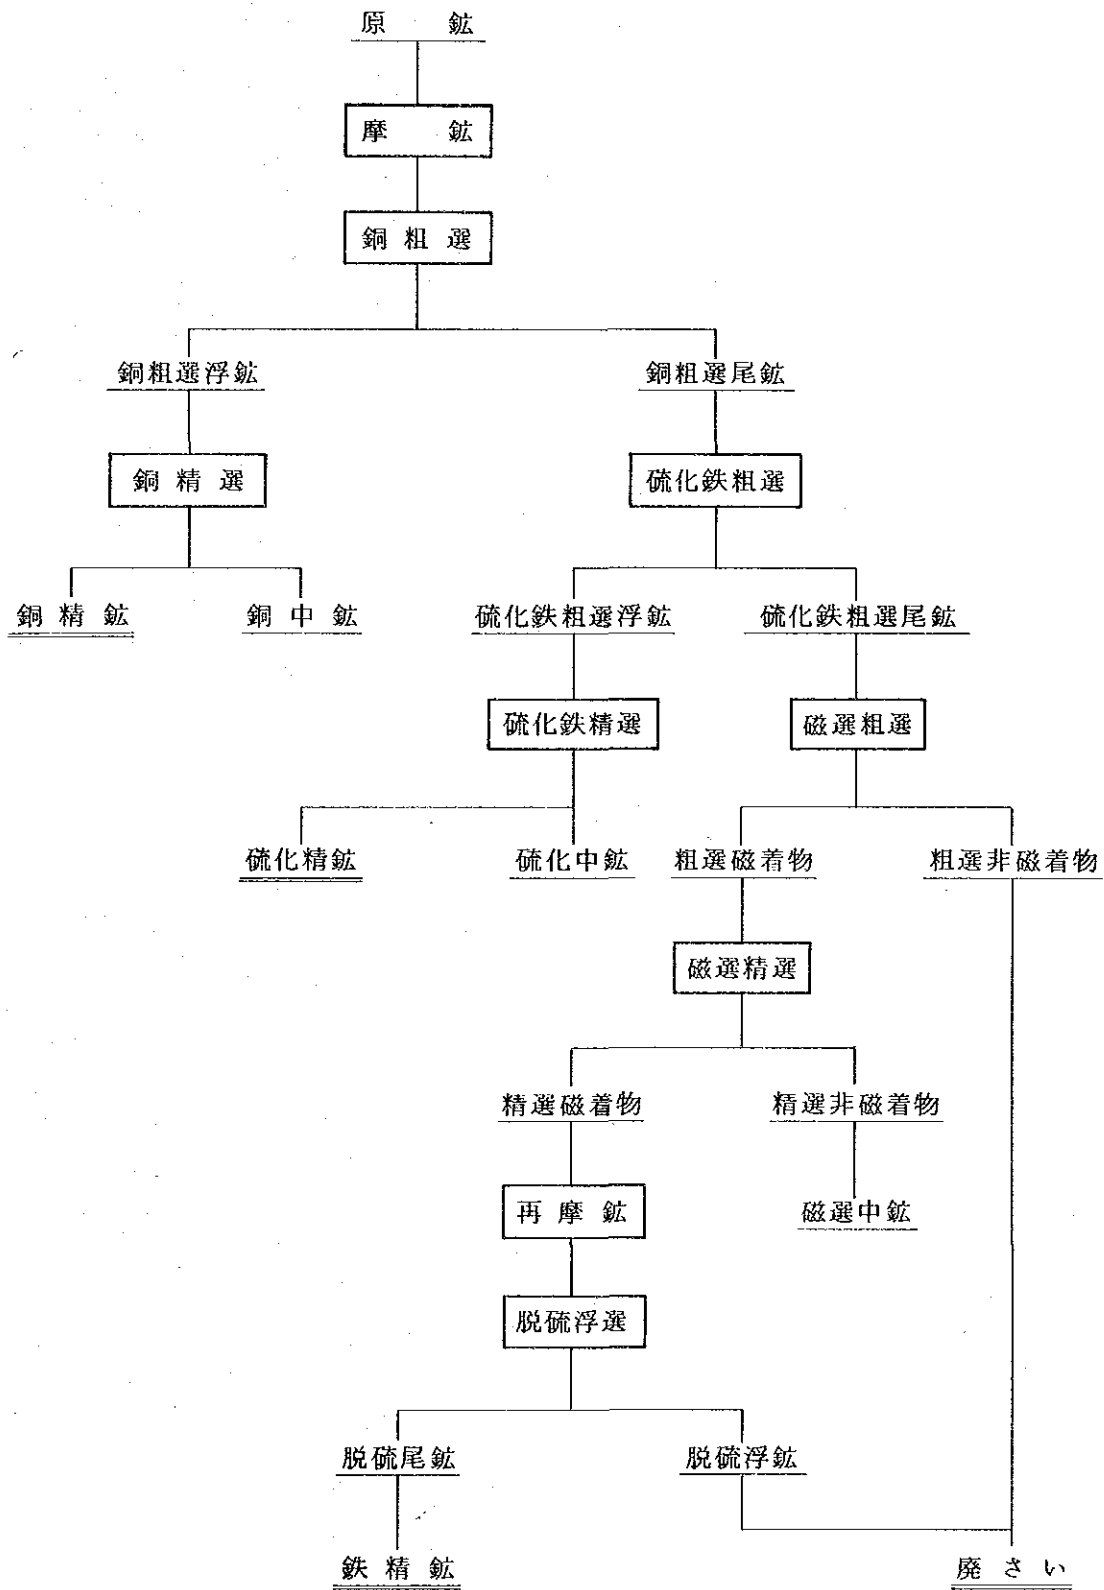 原鉱
摩鉱
銅粗選
銅粗選浮鉱
銅粗選尾鉱
銅精選
硫化鉄粗選
銅精鉱
銅中鉱
硫化鉄粗選浮鉱
硫化鉄粗選尾鉱
硫化鉄精選
磁選粗選
硫化精鉱
硫化中鉱
粗選磁着物
粗選非磁着物
磁選精選
精選磁着物
精選非磁着物
再摩鉱
磁選中鉱
脱硫浮選
脱硫尾鉱
脱硫浮鉱
鉄精鉱
廃さい